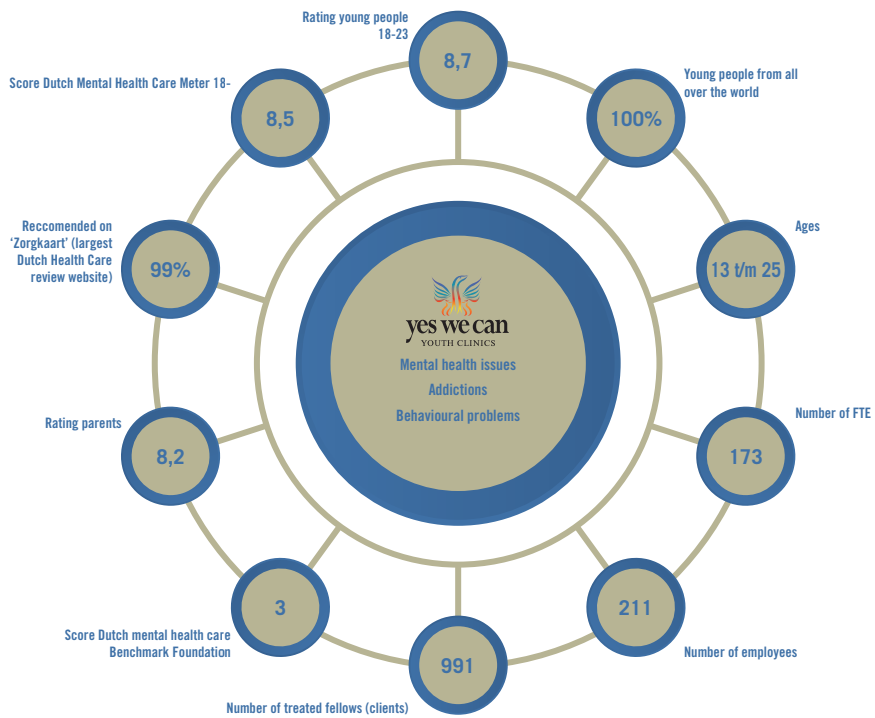 Rating young people
18-23
8,7
Young people from all
over the world
100%
Ages
13 t/m 25
Number of FTE
173
211
Number of employees
991
Number of treated fellows (clients)
3
Score Dutch mental health care
Benchmark Foundation
Rating parents
8,2
Reccomended on
‘Zorgkaart’ (largest
Dutch Health Care
review website)
99%
Score Dutch Mental Health Care Meter 18-
8,5
yes we can
YOUTH CLINICS
Mental health issues
Addictions
Behavioural problems